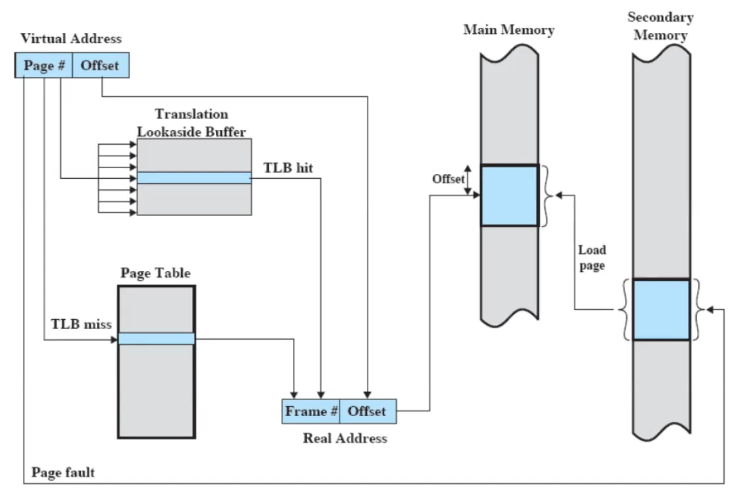 Virtual Address
Page # Offset
Translation
Lookaside Buffer
TLB hit
Page Table
TLB miss
Frame # Offset
Real Address
Page fault
Main Memory
Offset
Load
page
Secondary
Memory